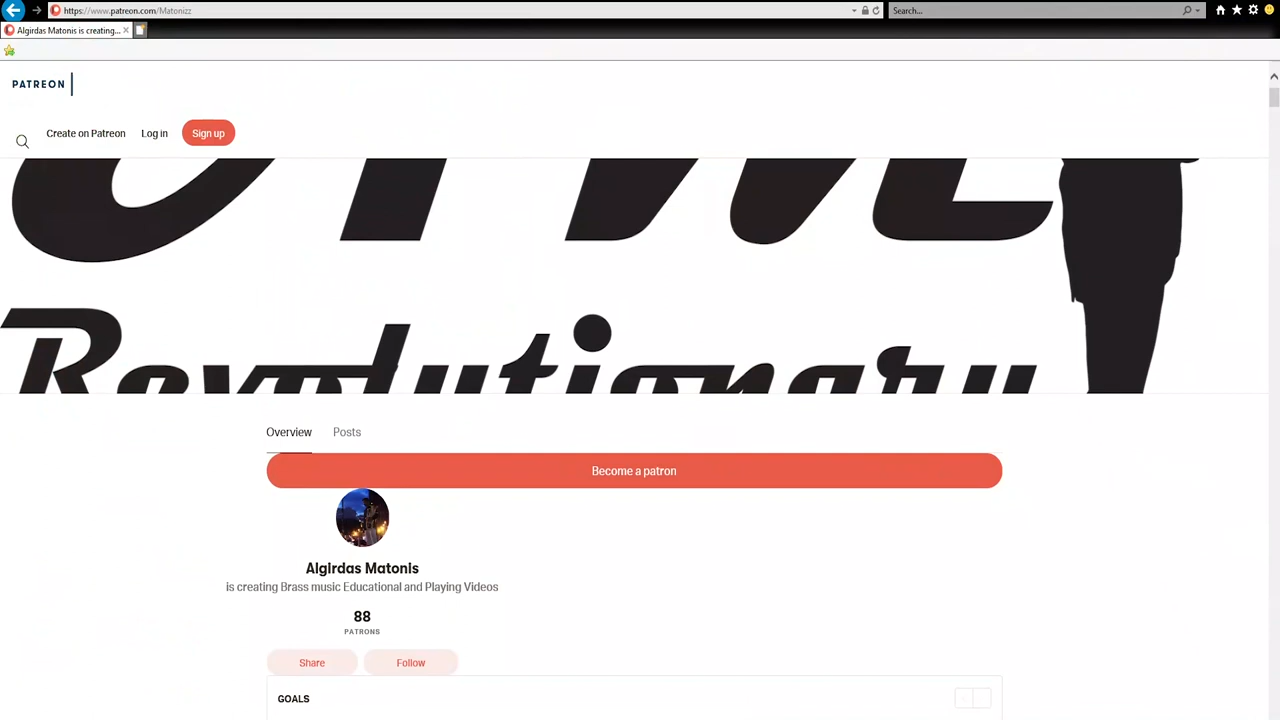 https://www.patreon.com/Matonizz
Search...
Algirdas Matonis is creating...
PATREON
Create on Patreon
Log in
Sign up
Revolutionary
Overview
Posts
Become a patron
Algirdas Matonis
is creating Brass music Educational and Playing Videos
88
PATRONS
Share
Follow
GOALS